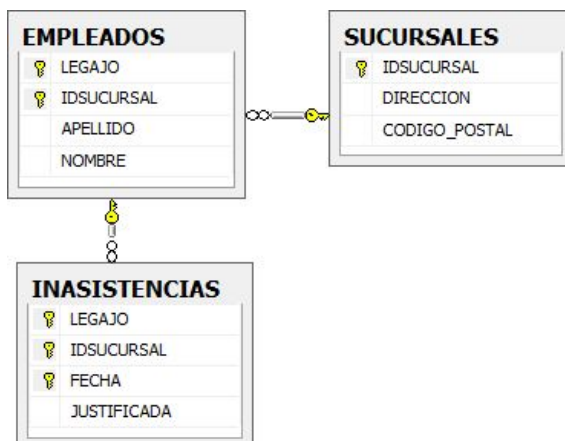 EMPLEADOS
LEGAJO
IDSUCURSAL
APELLIDO
NOMBRE
SUCURSALES
IDSUCURSAL
DIRECCION
CODIGO_POSTAL
INASISTENCIAS
LEGAJO
IDSUCURSAL
FECHA
JUSTIFICADA